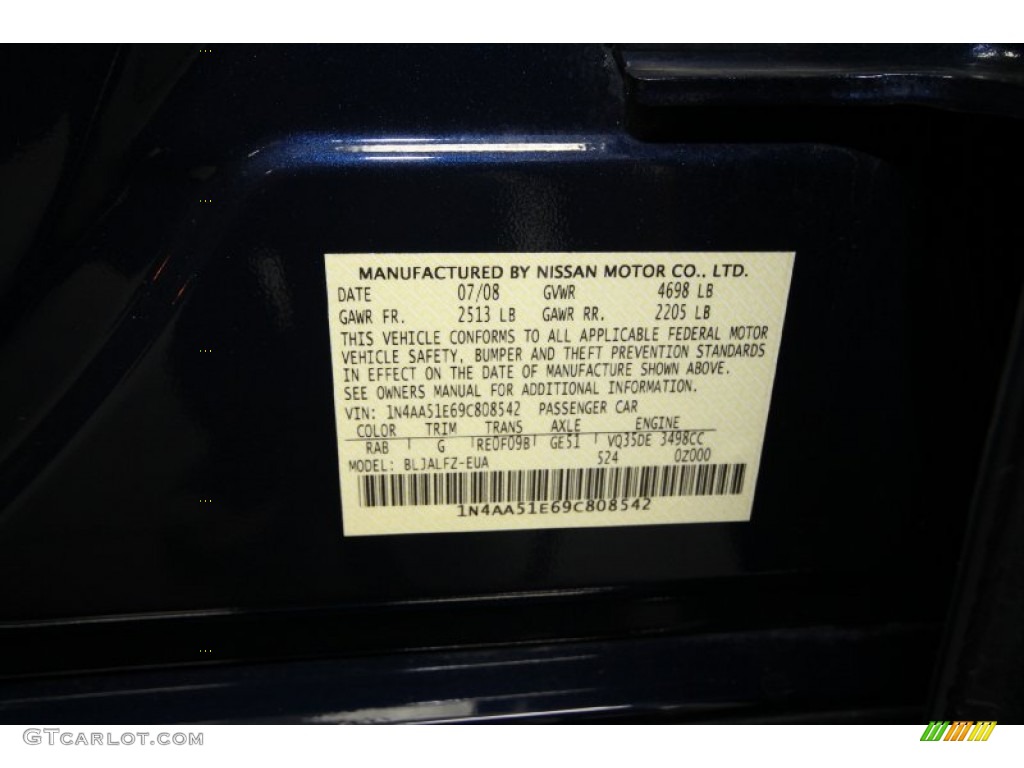 MANUFACTURED BY NISSAN MOTOR CO., LTD.
DATE 07/08 GVWR 4698 LB
GAWR FR. 2513 LB GAWR RR. 2205 LB
THIS VEHICLE CONFORMS TO ALL APPLICABLE FEDERAL MOTOR
VEHICLE SAFETY, BUMPER AND THEFT PREVENTION STANDARDS
IN EFFECT ON THE DATE OF MANUFACTURE SHOWN ABOVE.
SEE OWNERS MANUAL FOR ADDITIONAL INFORMATION.
VIN: 1N4AA51E69C808542 PASSENGER CAR
COLOR TRIM TRANS AXLE ENGINE
RAB G RE0F09B GE51 VQ35DE 3498CC
MODEL: BLJALFZ-EUA 524 0Z000
1N4AA51E69C808542
GTCARLOT.COM